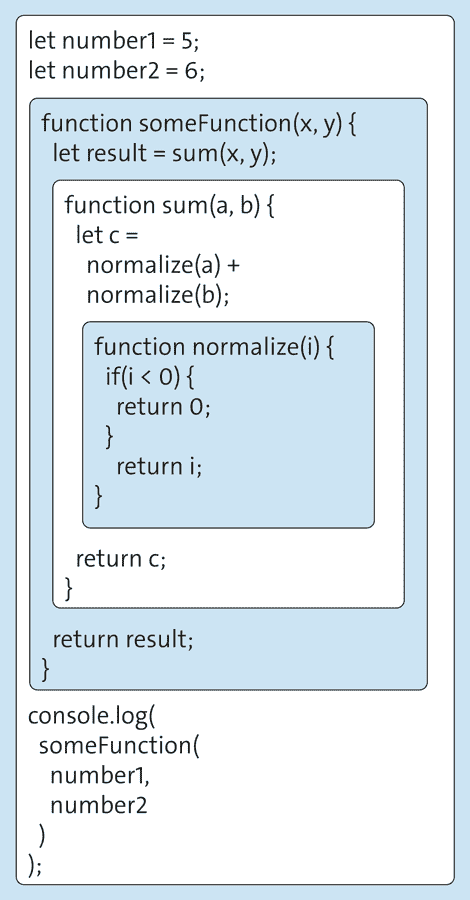 let number1 = 5;
let number2 = 6;
function someFunction(x, y) {
let result = sum(x, y);
function sum(a, b) {
let c =
normalize(a) +
normalize(b);
function normalize(i) {
if(i < 0) {
return 0;
}
return i;
}
return c;
}
return result;
}
console.log(
someFunction(
number1,
number2
)
);